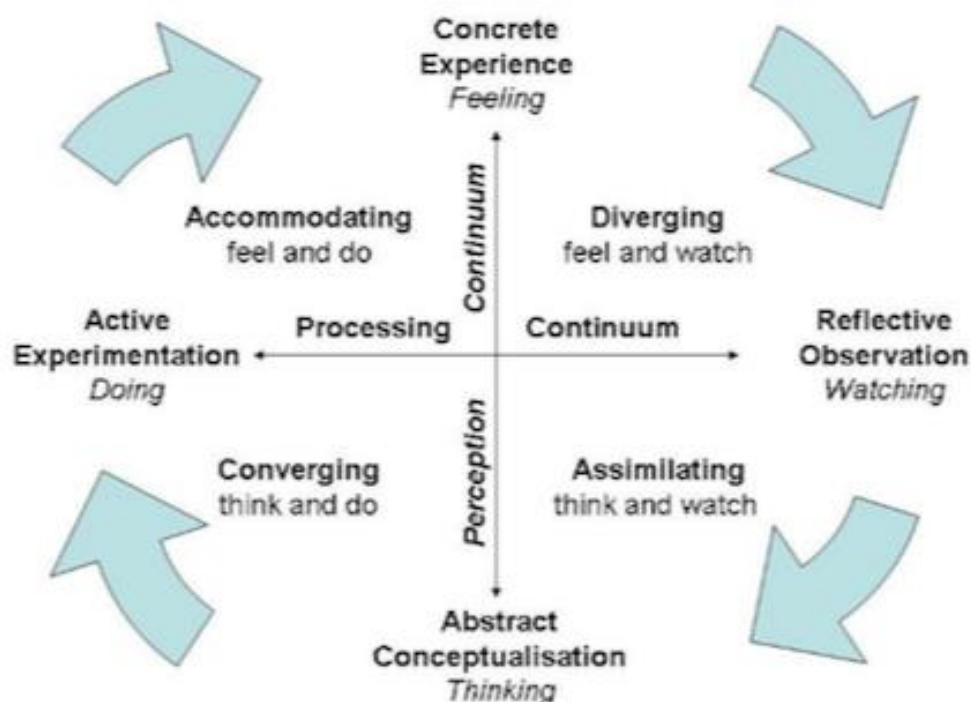 Concrete
Experience
Feeling
Continuum
Accommodating
feel and do
Diverging
feel and watch
Active
Experimentation
Doing
Processing
Continuum
Reflective
Observation
Watching
Perception
Converging
think and do
Assimilating
think and watch
Abstract
Conceptualisation
Thinking